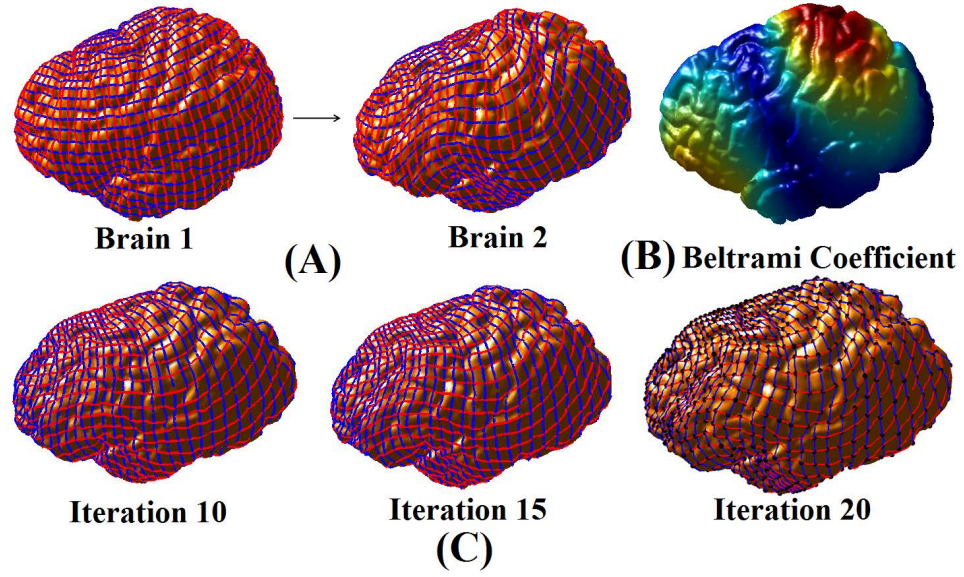 Brain 1
Brain 2
(A)
(B) Beltrami Coefficient
Iteration 10
Iteration 15
Iteration 20
(C)